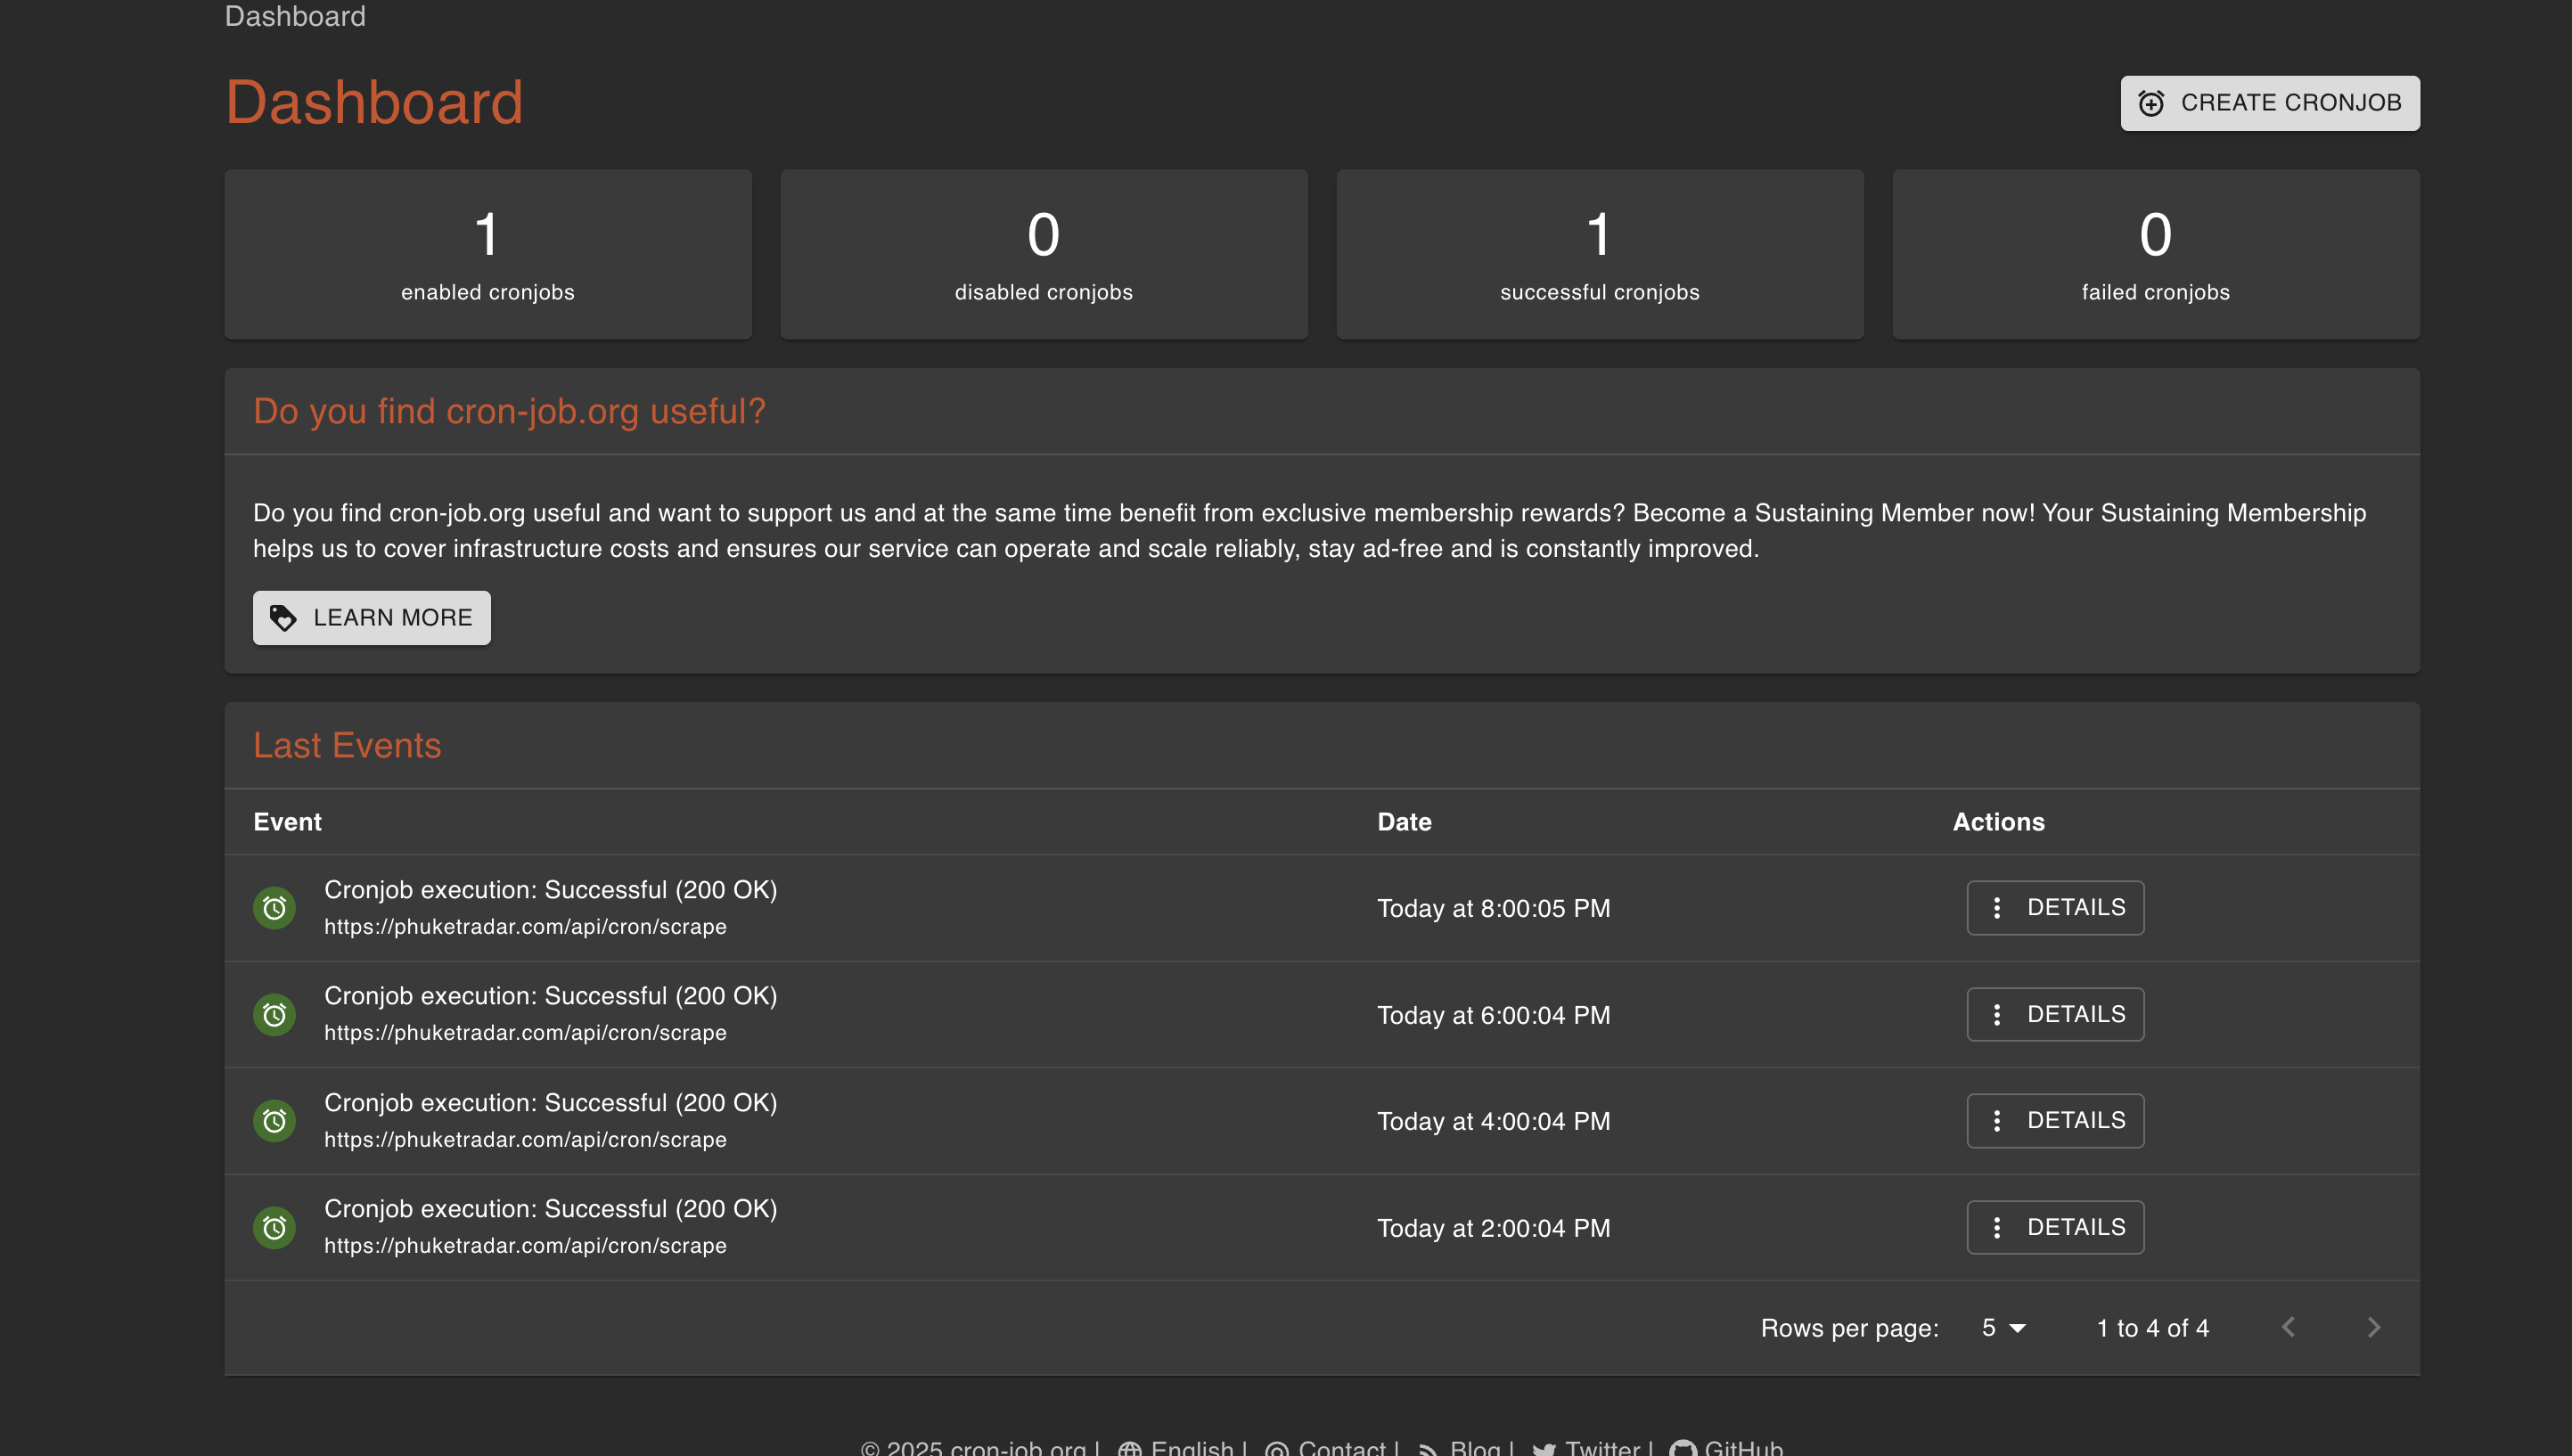 Dashboard
Dashboard
CREATE CRONJOB
1
enabled cronjobs
0
disabled cronjobs
1
successful cronjobs
0
failed cronjobs
Do you find cron-job.org useful?
Do you find cron-job.org useful and want to support us and at the same time benefit from exclusive membership rewards? Become a Sustaining Member now! Your Sustaining Membership
helps us to cover infrastructure costs and ensures our service can operate and scale reliably, stay ad-free and is constantly improved.
LEARN MORE
Last Events
Event Date Actions
Cronjob execution: Successful (200 OK)
https://phuketradar.com/api/cron/scrape
Today at 8:00:05 PM
DETAILS
Cronjob execution: Successful (200 OK)
https://phuketradar.com/api/cron/scrape
Today at 6:00:04 PM
DETAILS
Cronjob execution: Successful (200 OK)
https://phuketradar.com/api/cron/scrape
Today at 4:00:04 PM
DETAILS
Cronjob execution: Successful (200 OK)
https://phuketradar.com/api/cron/scrape
Today at 2:00:04 PM
DETAILS
Rows per page: 5 1 to 4 of 4
© 2025 cron-job.org | English | Contact | Blog | Twitter | GitHub